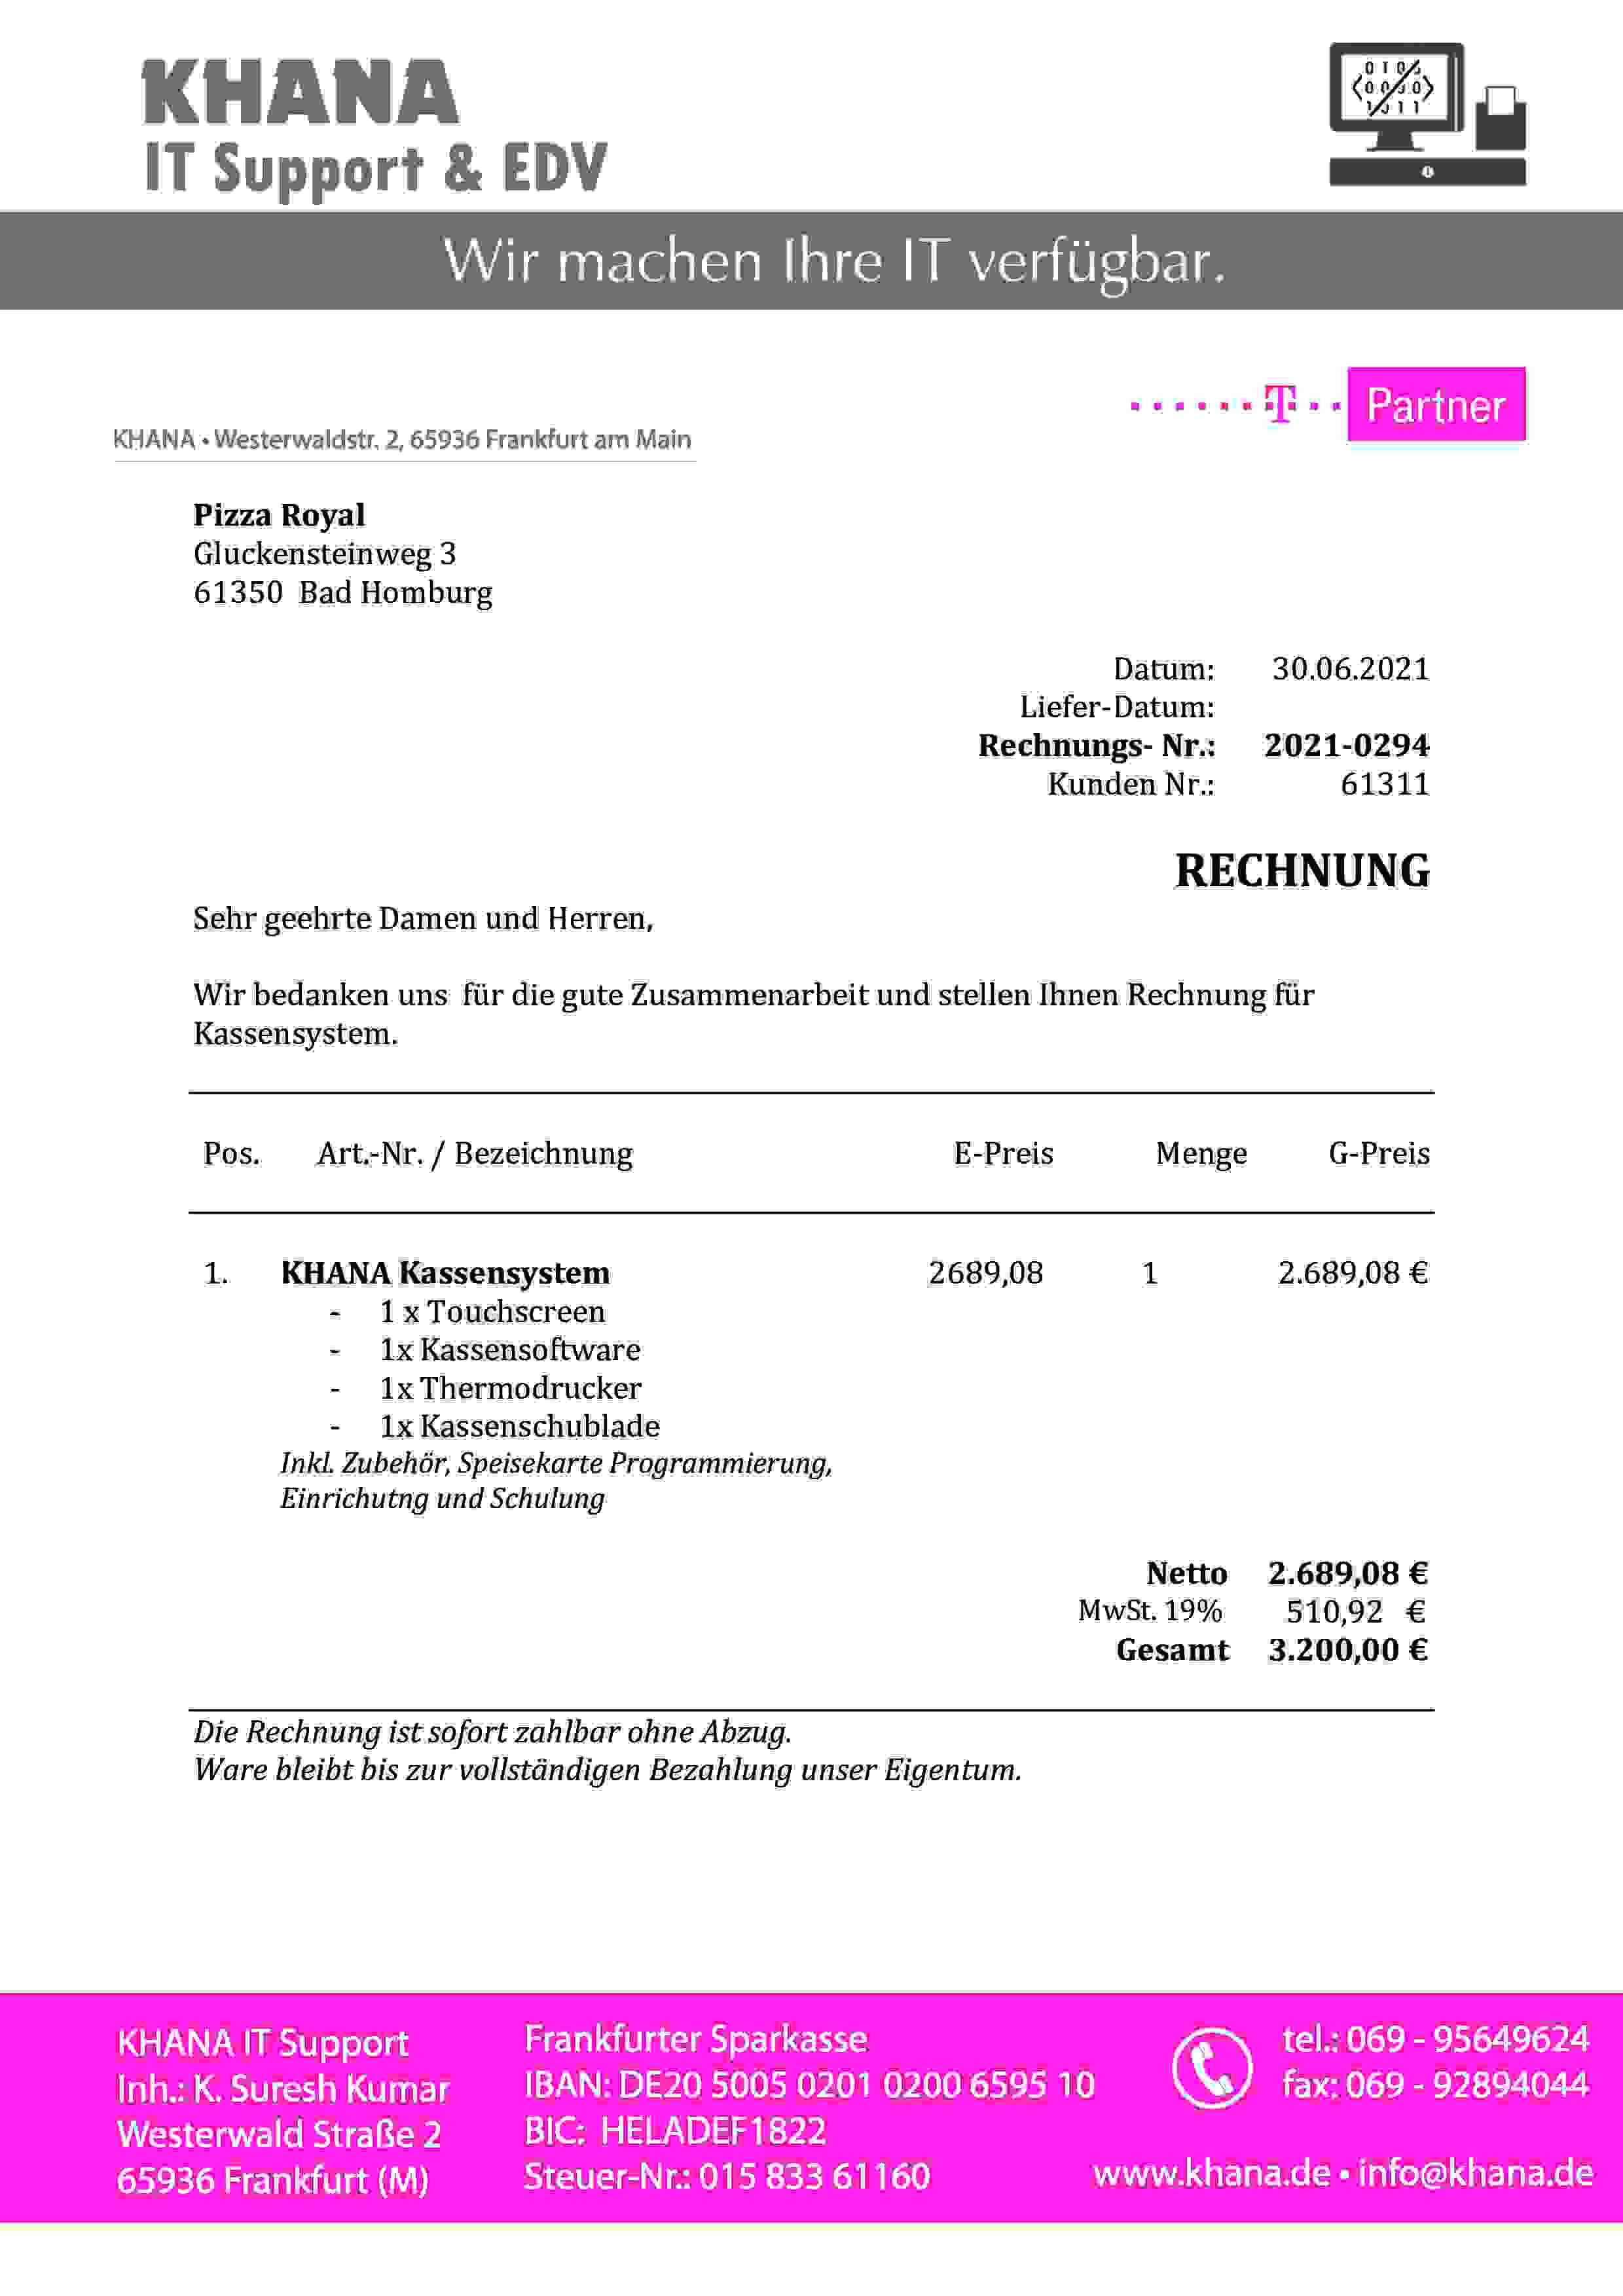 KHANA
IT Support & EDV
Wir machen Ihre IT verfügbar.
T Partner
KHANA • Westerwaldstr. 2, 65936 Frankfurt am Main
Pizza Royal
Gluckensteinweg 3
61350 Bad Homburg
Datum: 30.06.2021
Liefer-Datum:
Rechnungs- Nr.: 2021-0294
Kunden Nr.: 61311
RECHNUNG
Sehr geehrte Damen und Herren,
Wir bedanken uns für die gute Zusammenarbeit und stellen Ihnen Rechnung für
Kassensystem.
Pos. Art.-Nr. / Bezeichnung E-Preis Menge G-Preis
1. KHANA Kassensystem 2689,08 1 2.689,08 €
- 1 x Touchscreen
- 1x Kassensoftware
- 1x Thermodrucker
- 1x Kassenschublade
Inkl. Zubehör, Speisekarte Programmierung,
Einrichutng und Schulung
Netto 2.689,08 €
MwSt. 19% 510,92 €
Gesamt 3.200,00 €
Die Rechnung ist sofort zahlbar ohne Abzug.
Ware bleibt bis zur vollständigen Bezahlung unser Eigentum.
KHANA IT Support
Inh.: K. Suresh Kumar
Westerwald Straße 2
65936 Frankfurt (M)
Frankfurter Sparkasse
IBAN: DE20 5005 0201 0200 6595 10
BIC: HELADEF1822
Steuer-Nr.: 015 833 61160
tel.: 069 - 95649624
fax: 069 - 92894044
www.khana.de • info@khana.de